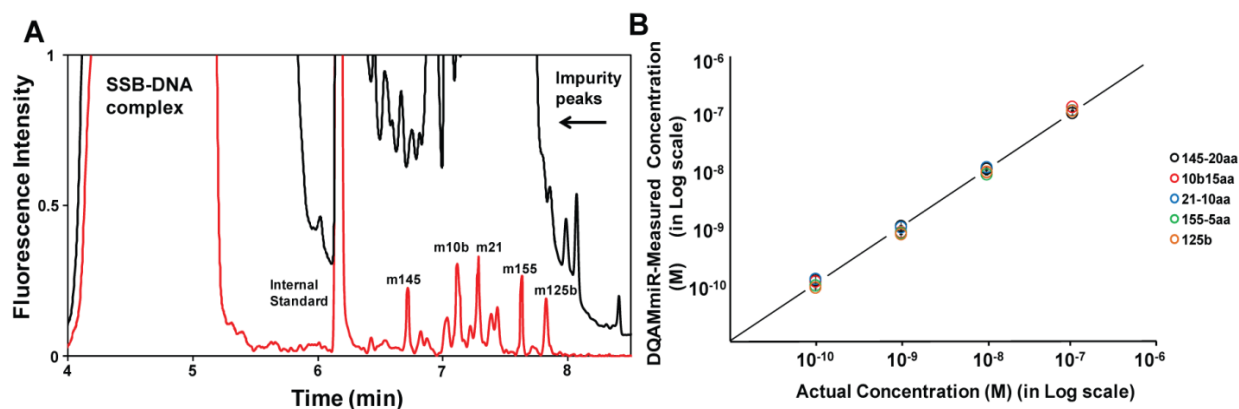 A
Fluorescence Intensity
1
0.5
0
SSB-DNA
complex
Impurity
peaks
Internal
Standard
m145
m10b
m21
m155
m125b
4
5
6
7
8
Time (min)
B
DQAMmiR-Measured Concentration
(M) (in Log scale)
10-6
10-7
10-8
10-9
10-10
10-10
10-9
10-8
10-7
10-6
Actual Concentration (M) (in Log scale)
145-20aa
10b15aa
21-10aa
155-5aa
125b